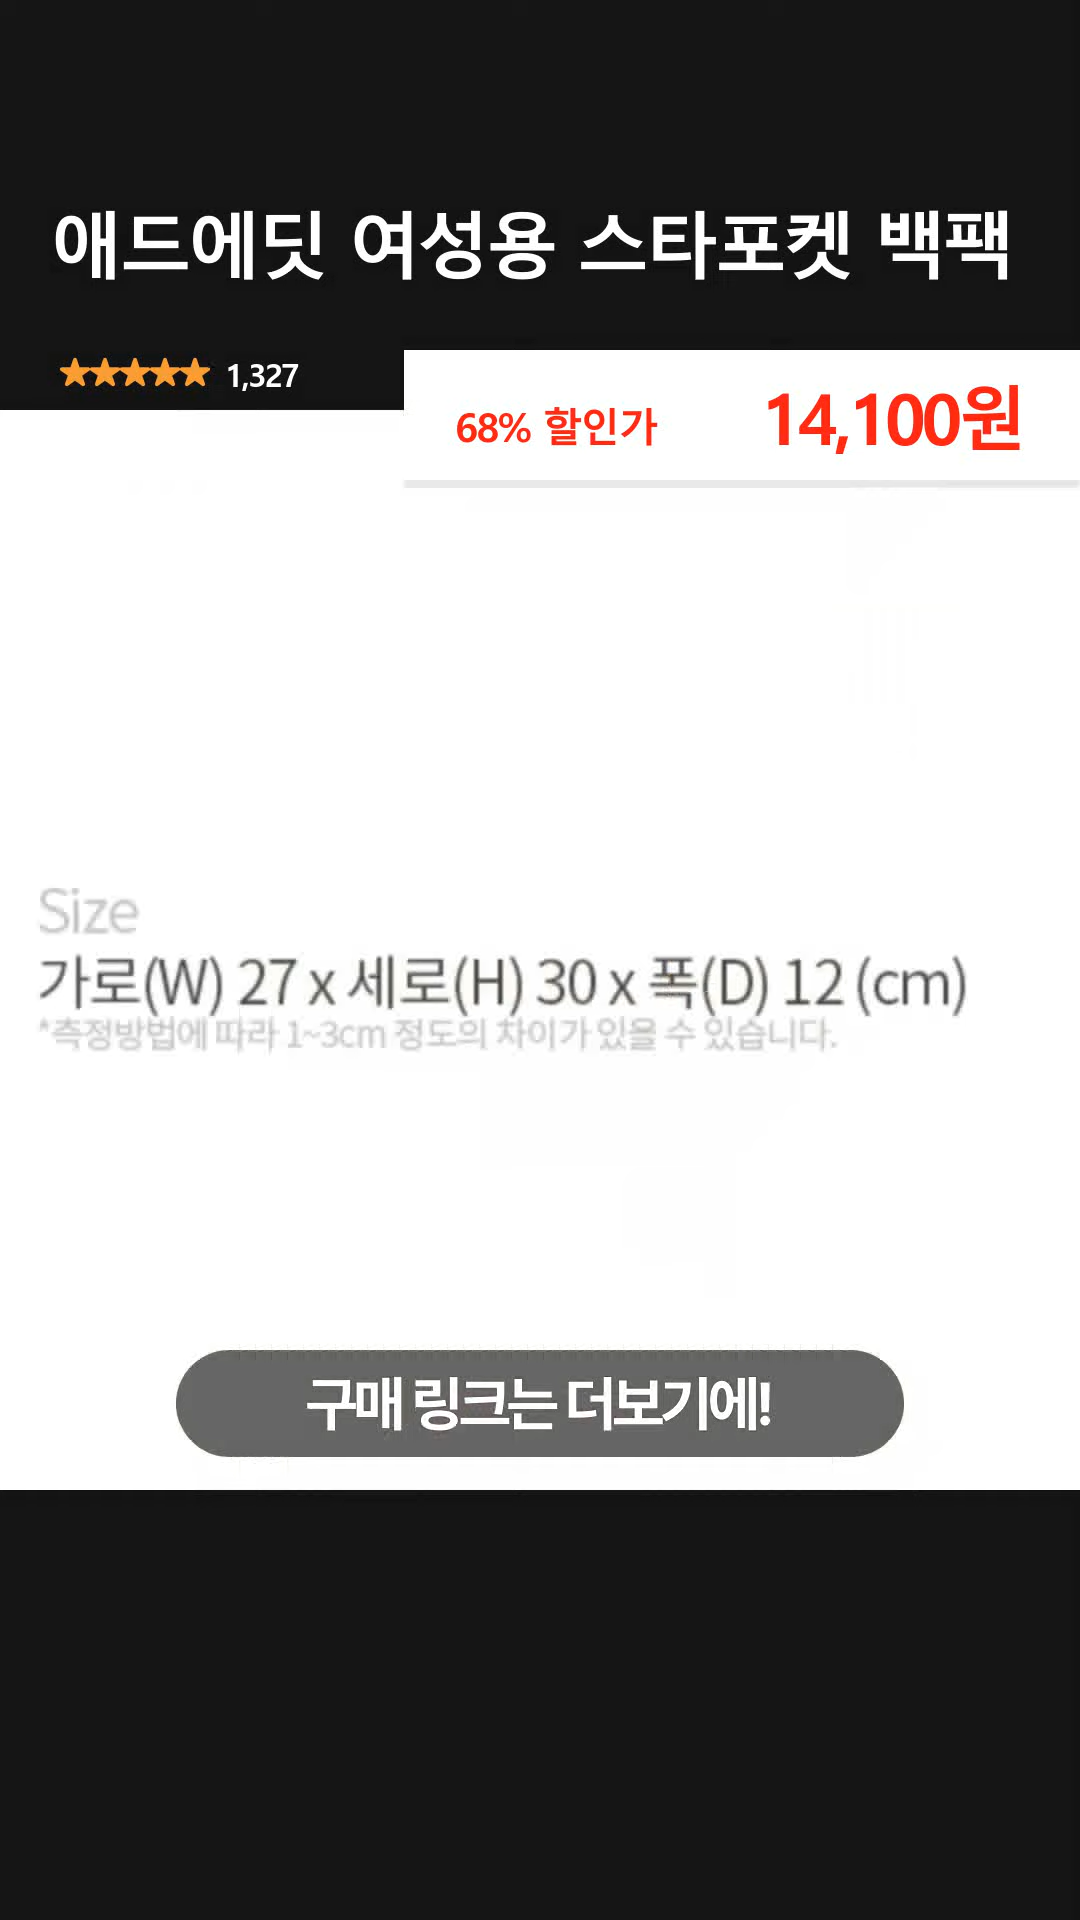 애드에딧 여성용 스타포켓 백팩
★★★★★ 1,327
68% 할인가 14,100원
Size
가로(W) 27 x 세로(H) 30 x 폭(D) 12 (cm)
*측정방법에 따라 1~3cm 정도의 차이가 있을 수 있습니다.
구매 링크는 더보기에!